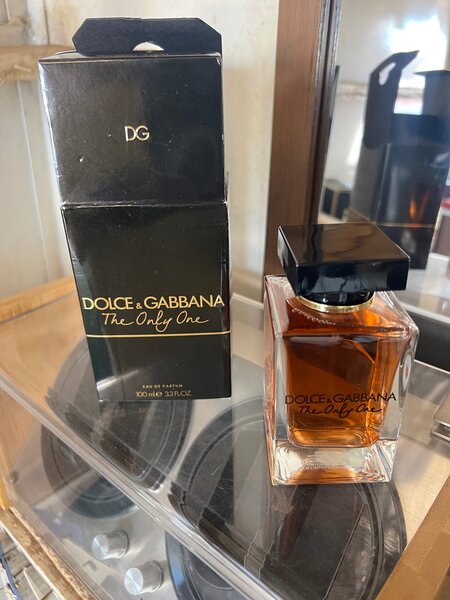 DG
DOLCE & GABBANA
The Only One
EAU DE PARFUM
100 ml e 3.3 FL.OZ.
DOLCE & GABBANA
The Only One